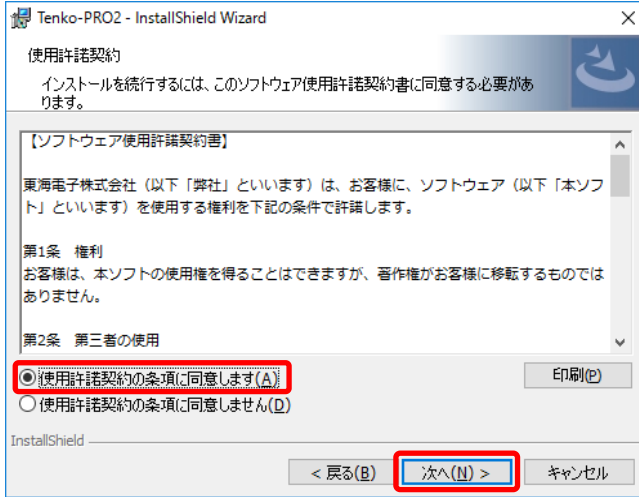 Tenko-PRO2 - InstallShield Wizard
使用許諾契約
インストールを続行するには、このソフトウェア使用許諾契約書に同意する必要があ
ります。
【ソフトウェア使用許諾契約書】
東海電子株式会社（以下「弊社」といいます）は、お客様に、ソフトウェア（以下「本ソフ
ト」といいます）を使用する権利を下記の条件で許諾します。
第1条　権利
お客様は、本ソフトの使用権を得ることはできますが、著作権がお客様に移転するものでは
ありません。
第2条　第三者の使用
使用許諾契約の条項に同意します(A)
印刷(P)
使用許諾契約の条項に同意しません(D)
InstallShield
< 戻る(B)
次へ(N) >
キャンセル